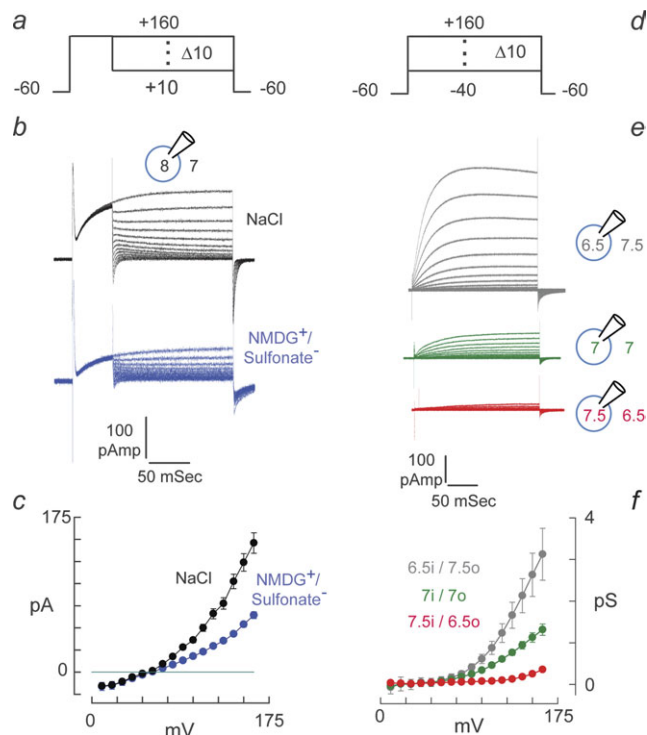 a
+160
Δ10
-60
+10
-60
b
8 7
NaCl
NMDG+/
Sulfonate-
100
pAmp
50 mSec
c
175
pA
0
NaCl
NMDG+/
Sulfonate-
0
175
mV
d
+160
Δ10
-60
-40
-60
e
6.5 7.5
7 7
7.5 6.5
100
pAmp
50 mSec
f
4
6.5i / 7.5o
7i / 7o
7.5i / 6.5o
pS
0
0
175
mV